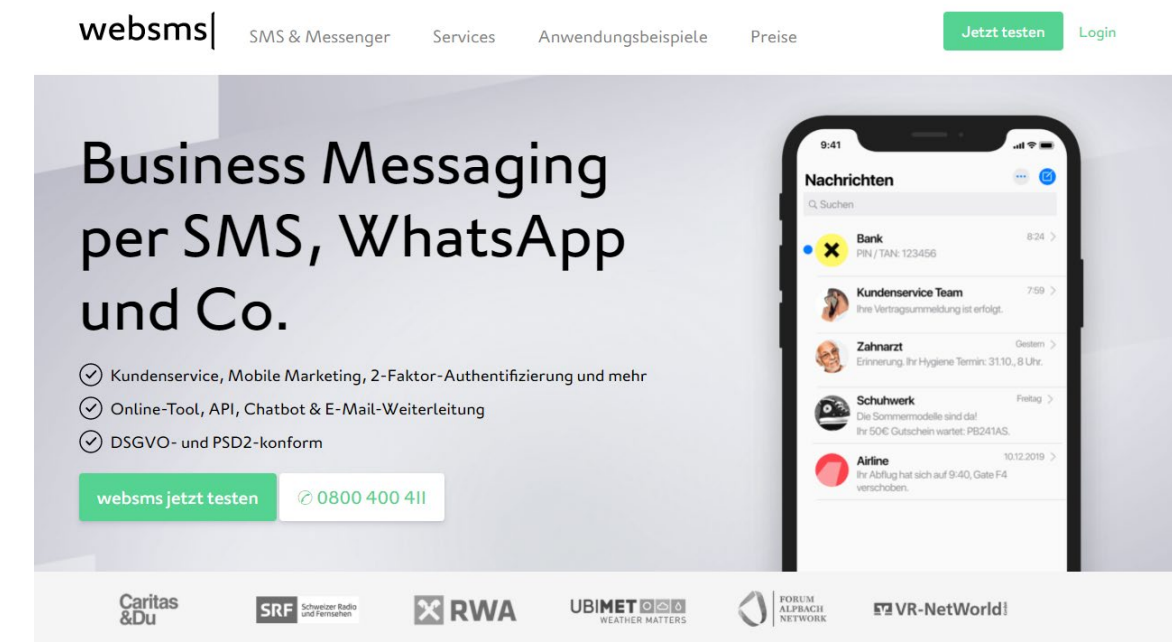 websms|
SMS & Messenger
Services
Anwendungsbeispiele
Preise
Jetzt testen
Login
Business Messaging
per SMS, WhatsApp
und Co.
Kundenservice, Mobile Marketing, 2-Faktor-Authentifizierung und mehr
Online-Tool, API, Chatbot & E-Mail-Weiterleitung
DSGVO- und PSD2-konform
websms jetzt testen
0800 400 411
9:41
Nachrichten
Suchen
Bank 8:24
PIN / TAN: 123456
Kundenservice Team 7:59
Ihre Vertragsummeldung ist erfolgt.
Zahnarzt Gestern
Erinnerung. Ihr Hygiene Termin: 31.10., 8 Uhr.
Schuhwerk Freitag
Die Sommermodelle sind da!
Ihr 50€ Gutschein wartet: PB241AS.
Airline 10.12.2019
Ihr Abflug hat sich auf 9:40, Gate F4
verschoben.
Caritas
&Du
SRF Schweizer Radio
und Fernsehen
RWA
UBIMET
WEATHER MATTERS
FORUM
ALPBACH
NETWORK
VR-NetWorld